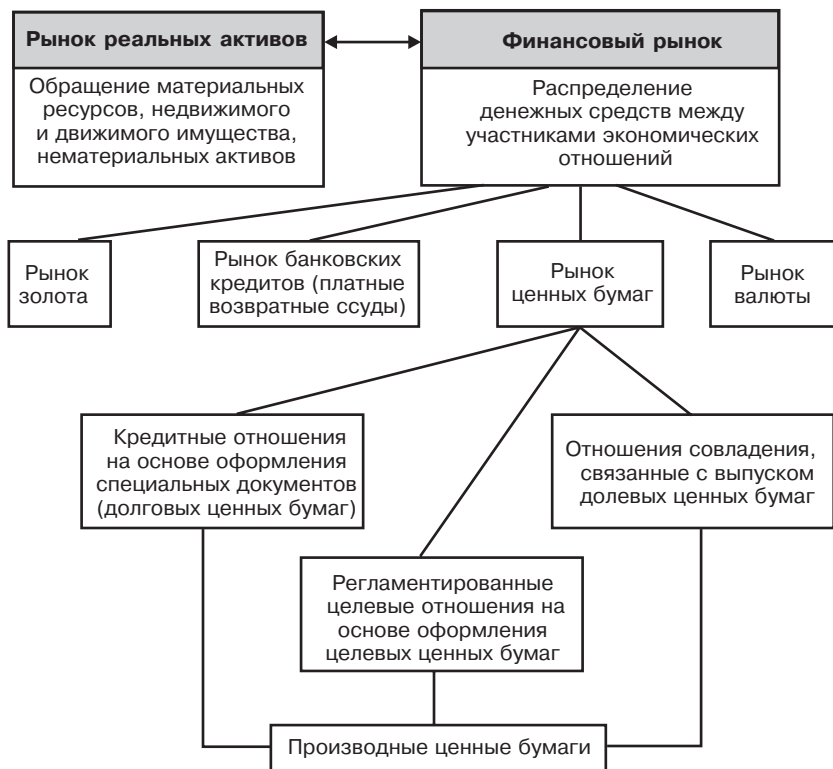 Рынок реальных активов
Обращение материальных
ресурсов, недвижимого
и движимого имущества,
нематериальных активов
Финансовый рынок
Распределение
денежных средств между
участниками экономических
отношений
Рынок
золота
Рынок банковских
кредитов (платные
возвратные ссуды)
Рынок
ценных бумаг
Рынок
валюты
Кредитные отношения
на основе оформления
специальных документов
(долговых ценных бумаг)
Отношения совладения,
связанные с выпуском
долевых ценных бумаг
Регламентированные
целевые отношения на
основе оформления
целевых ценных бумаг
Производные ценные бумаги